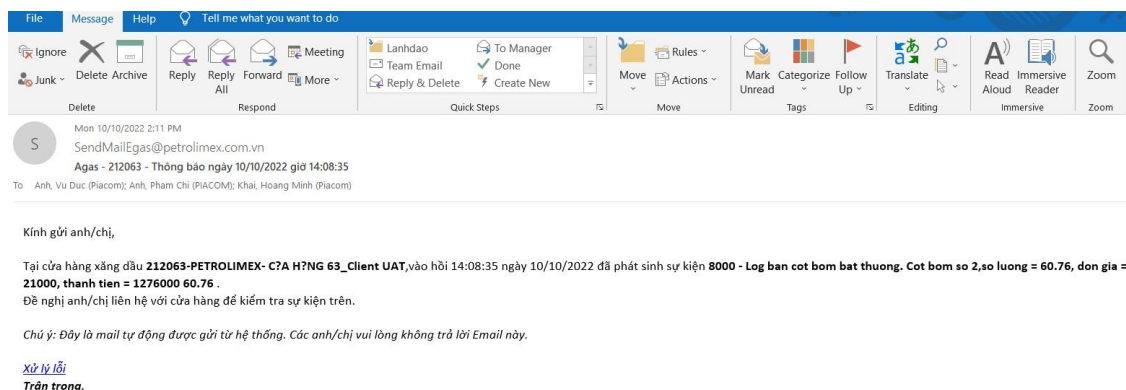 File Message Help Tell me what you want to do
Ignore
Junk
Delete Archive
Reply Reply All Forward
Meeting
More
Lanhdao
Team Email
Reply & Delete
To Manager
Done
Create New
Move
Rules
Actions
Mark Unread Categorize Follow Up
Translate
Read Aloud Immersive Reader
Zoom
Delete Respond Quick Steps Move Tags Editing Immersive Zoom
Mon 10/10/2022 2:11 PM
S
SendMailEgas@petrolimex.com.vn
Agas - 212063 - Thông báo ngày 10/10/2022 giờ 14:08:35
To Anh, Vu Duc (Piacom); Anh, Pham Chi (PIACOM); Khai, Hoang Minh (Piacom)
Kính gửi anh/chị,
Tại cửa hàng xăng dầu 212063-PETROLIMEX- C?A H?NG 63_Client UAT,vào hồi 14:08:35 ngày 10/10/2022 đã phát sinh sự kiện 8000 - Log ban cot bom bat thuong. Cot bom so 2,so luong = 60.76, don gia =
21000, thanh tien = 1276000 60.76 .
Đề nghị anh/chị liên hệ với cửa hàng để kiểm tra sự kiện trên.
Chú ý: Đây là mail tự động được gửi từ hệ thống. Các anh/chị vui lòng không trả lời Email này.
Xử lý lỗi
Trân trọng.